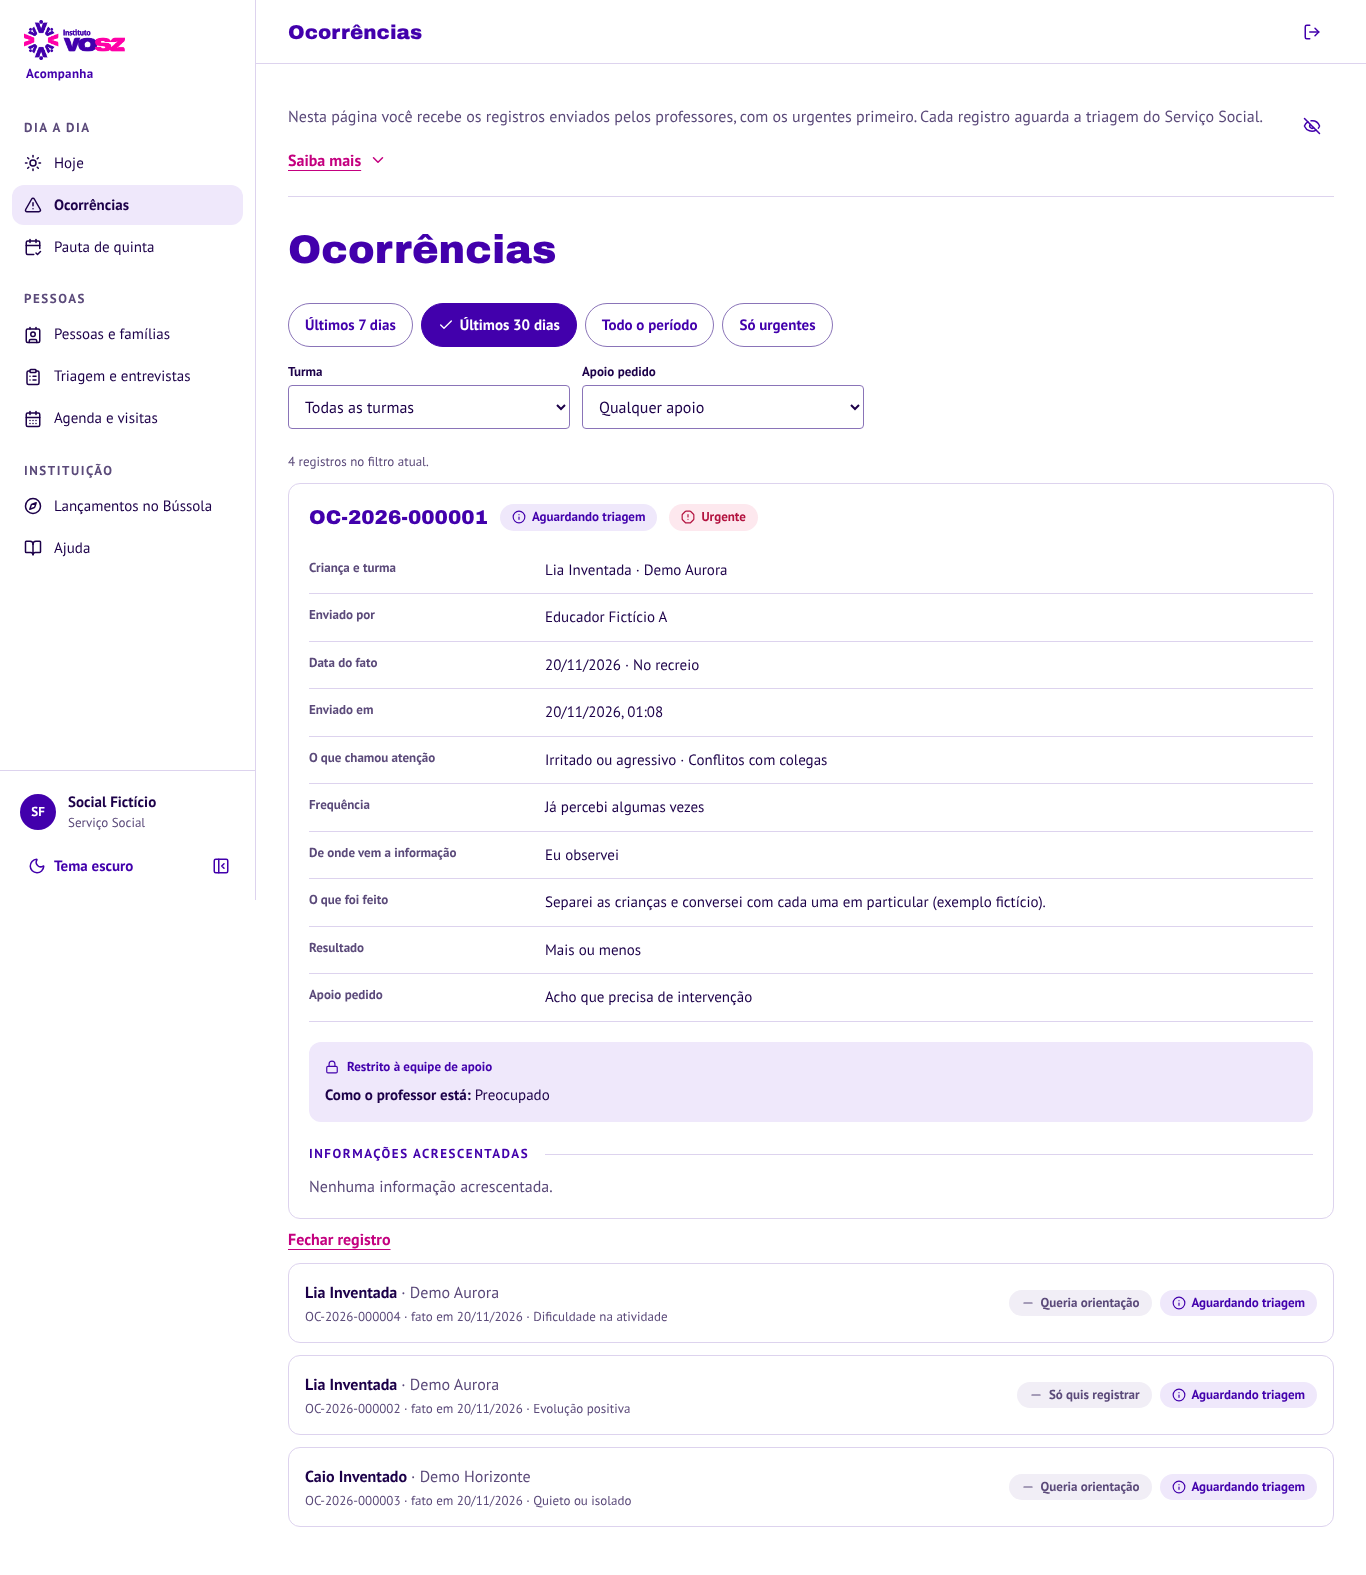 Instituto
VOSZ
Acompanha
DIA A DIA
Hoje
Ocorrências
Pauta de quinta
PESSOAS
Pessoas e famílias
Triagem e entrevistas
Agenda e visitas
INSTITUIÇÃO
Lançamentos no Bússola
Ajuda
SF
Social Fictício
Serviço Social
Tema escuro
Ocorrências
Nesta página você recebe os registros enviados pelos professores, com os urgentes primeiro. Cada registro aguarda a triagem do Serviço Social.
Saiba mais
Ocorrências
Últimos 7 dias
Últimos 30 dias
Todo o período
Só urgentes
Turma
Todas as turmas
Apoio pedido
Qualquer apoio
4 registros no filtro atual.
OC-2026-000001 Aguardando triagem Urgente
Criança e turma Lia Inventada · Demo Aurora
Enviado por Educador Fictício A
Data do fato 20/11/2026 · No recreio
Enviado em 20/11/2026, 01:08
O que chamou atenção Irritado ou agressivo · Conflitos com colegas
Frequência Já percebi algumas vezes
De onde vem a informação Eu observei
O que foi feito Separei as crianças e conversei com cada uma em particular (exemplo fictício).
Resultado Mais ou menos
Apoio pedido Acho que precisa de intervenção
Restrito à equipe de apoio
Como o professor está: Preocupado
INFORMAÇÕES ACRESCENTADAS
Nenhuma informação acrescentada.
Fechar registro
Lia Inventada · Demo Aurora
OC-2026-000004 · fato em 20/11/2026 · Dificuldade na atividade
Queria orientação Aguardando triagem
Lia Inventada · Demo Aurora
OC-2026-000002 · fato em 20/11/2026 · Evolução positiva
Só quis registrar Aguardando triagem
Caio Inventado · Demo Horizonte
OC-2026-000003 · fato em 20/11/2026 · Quieto ou isolado
Queria orientação Aguardando triagem